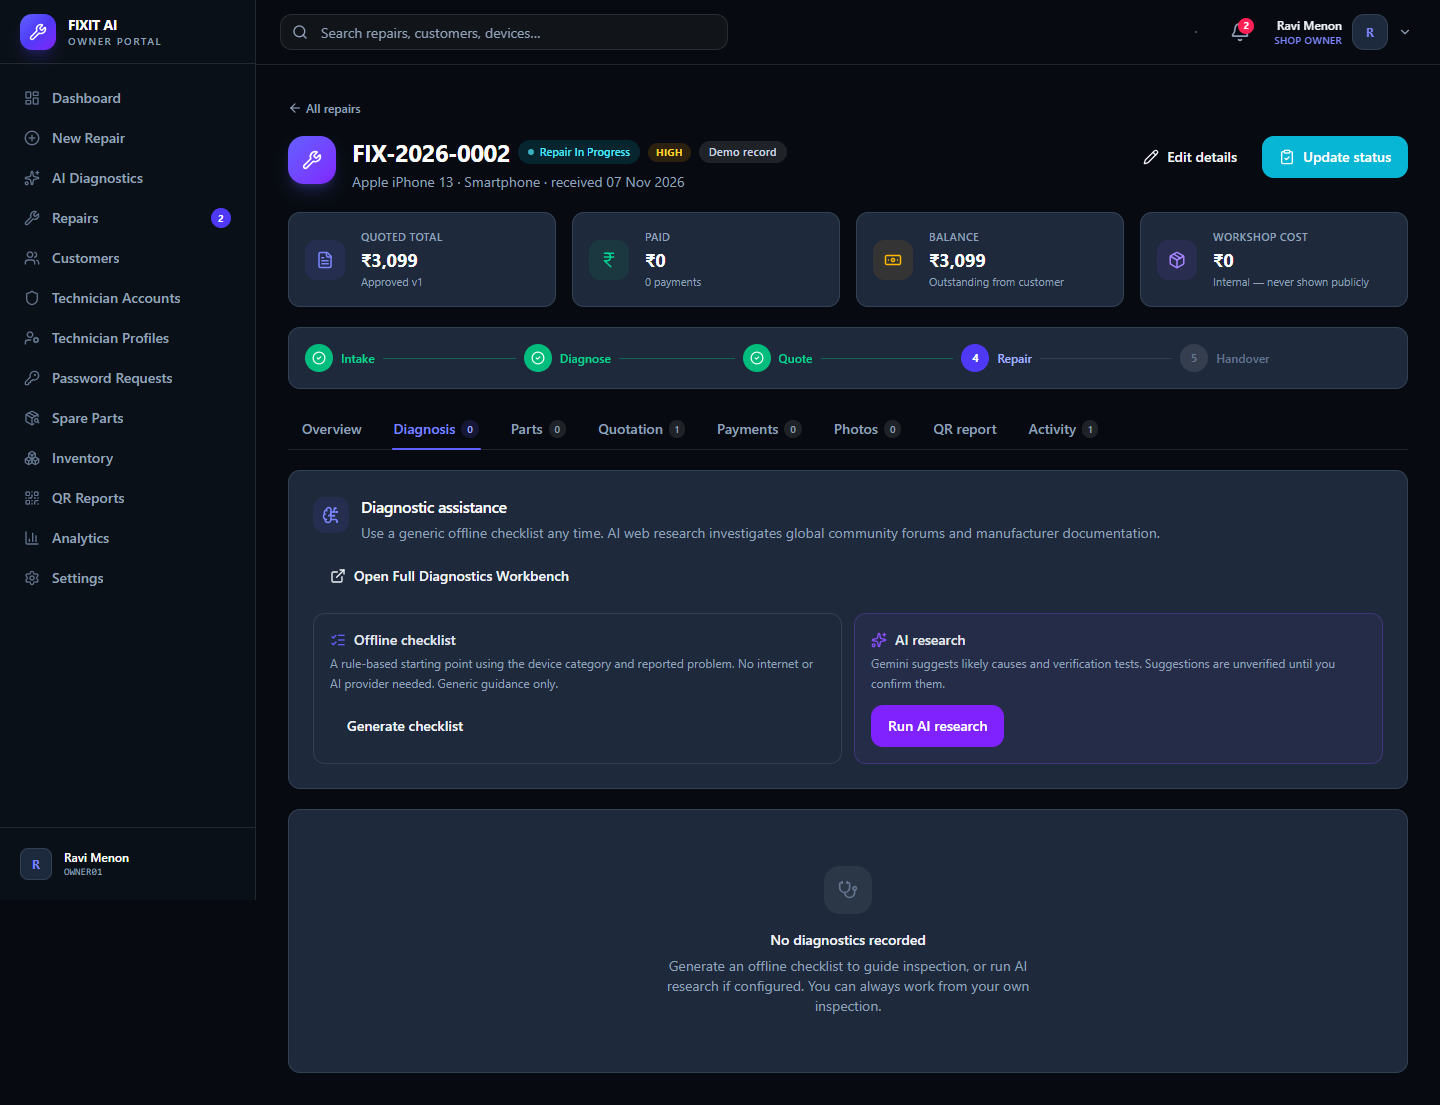 FIXIT AI
OWNER PORTAL
Search repairs, customers, devices...
2
Ravi Menon
SHOP OWNER
R
Dashboard
New Repair
AI Diagnostics
Repairs
2
Customers
Technician Accounts
Technician Profiles
Password Requests
Spare Parts
Inventory
QR Reports
Analytics
Settings
R
Ravi Menon
OWNER01
All repairs
FIX-2026-0002
Repair In Progress
HIGH
Demo record
Apple iPhone 13 · Smartphone · received 07 Nov 2026
Edit details
Update status
QUOTED TOTAL
₹3,099
Approved v1
PAID
₹0
0 payments
BALANCE
₹3,099
Outstanding from customer
WORKSHOP COST
₹0
Internal — never shown publicly
Intake
Diagnose
Quote
4 Repair
5 Handover
Overview
Diagnosis 0
Parts 0
Quotation 1
Payments 0
Photos 0
QR report
Activity 1
Diagnostic assistance
Use a generic offline checklist any time. AI web research investigates global community forums and manufacturer documentation.
Open Full Diagnostics Workbench
Offline checklist
A rule-based starting point using the device category and reported problem. No internet or
AI provider needed. Generic guidance only.
Generate checklist
AI research
Gemini suggests likely causes and verification tests. Suggestions are unverified until you
confirm them.
Run AI research
No diagnostics recorded
Generate an offline checklist to guide inspection, or run AI
research if configured. You can always work from your own
inspection.